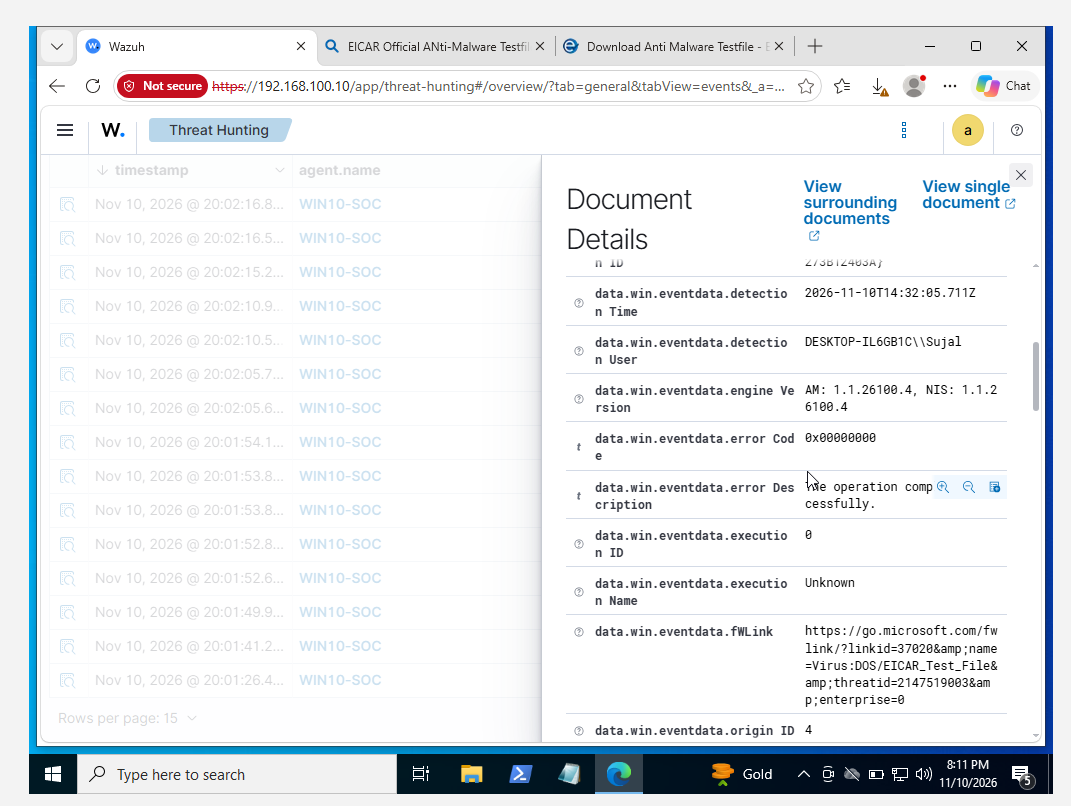 Wazuh
EICAR Official ANti-Malware Testfil
Download Anti Malware Testfile - E
Not secure
https://192.168.100.10/app/threat-hunting#/overview/?tab=general&tabView=events&_a=...
Chat
W.
Threat Hunting
a
timestamp
agent.name
Nov 10, 2026 @ 20:02:16.8... WIN10-SOC
Nov 10, 2026 @ 20:02:16.5... WIN10-SOC
Nov 10, 2026 @ 20:02:15.2... WIN10-SOC
Nov 10, 2026 @ 20:02:10.9... WIN10-SOC
Nov 10, 2026 @ 20:02:10.5... WIN10-SOC
Nov 10, 2026 @ 20:02:05.7... WIN10-SOC
Nov 10, 2026 @ 20:02:05.6... WIN10-SOC
Nov 10, 2026 @ 20:01:54.1... WIN10-SOC
Nov 10, 2026 @ 20:01:53.8... WIN10-SOC
Nov 10, 2026 @ 20:01:53.8... WIN10-SOC
Nov 10, 2026 @ 20:01:52.8... WIN10-SOC
Nov 10, 2026 @ 20:01:52.6... WIN10-SOC
Nov 10, 2026 @ 20:01:49.9... WIN10-SOC
Nov 10, 2026 @ 20:01:41.2... WIN10-SOC
Nov 10, 2026 @ 20:01:26.4... WIN10-SOC
Rows per page: 15
Document
Details
View
surrounding
documents
View single
document
n ID
273B12463A}
data.win.eventdata.detectio
n Time
2026-11-10T14:32:05.711Z
data.win.eventdata.detectio
n User
DESKTOP-IL6GB1C\\Sujal
data.win.eventdata.engine Ve
rsion
AM: 1.1.26100.4, NIS: 1.1.2
6100.4
t
data.win.eventdata.error Cod
e
0x00000000
t
data.win.eventdata.error Des
cription
The operation comp
cessfully.
data.win.eventdata.executio
n ID
0
data.win.eventdata.executio
n Name
Unknown
data.win.eventdata.fWLink
https://go.microsoft.com/fw
link/?linkid=37020&amp;name
=Virus:DOS/EICAR_Test_File&
amp;threatid=2147519003&am
p;enterprise=0
data.win.eventdata.origin ID
4
Type here to search
Gold
8:11 PM
11/10/2026
5